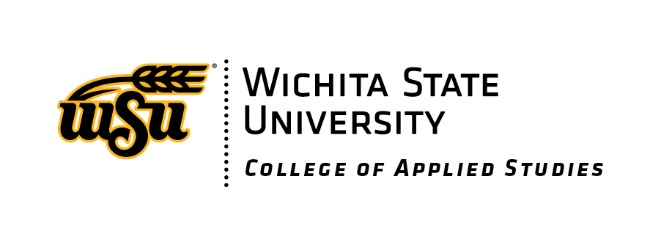 WSU®
WICHITA STATE
UNIVERSITY
COLLEGE OF APPLIED STUDIES